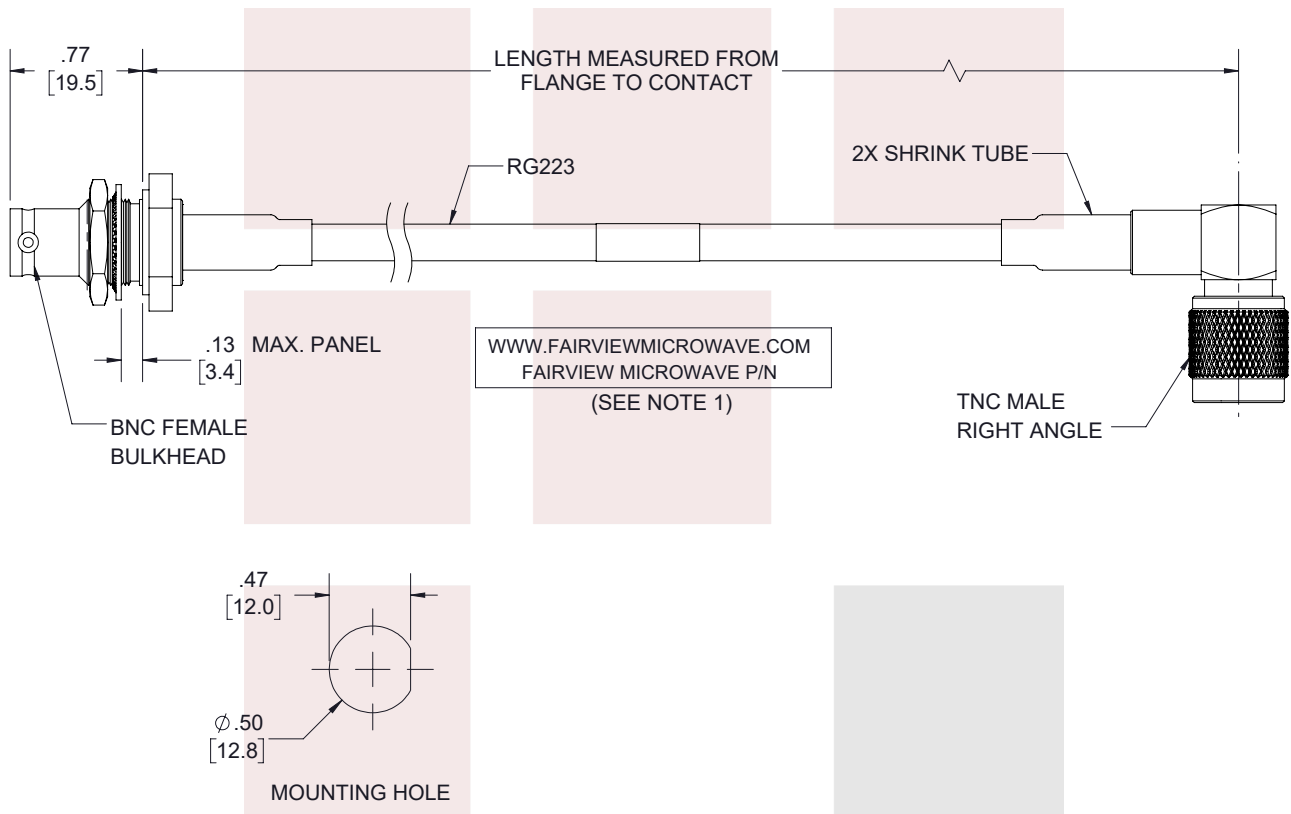 .77
[19.5]
LENGTH MEASURED FROM
FLANGE TO CONTACT
RG223
2X SHRINK TUBE
.13 MAX. PANEL
[3.4]
WWW.FAIRVIEWMICROWAVE.COM
FAIRVIEW MICROWAVE P/N
(SEE NOTE 1)
BNC FEMALE
BULKHEAD
TNC MALE
RIGHT ANGLE
.47
[12.0]
∅.50
[12.8]
MOUNTING HOLE